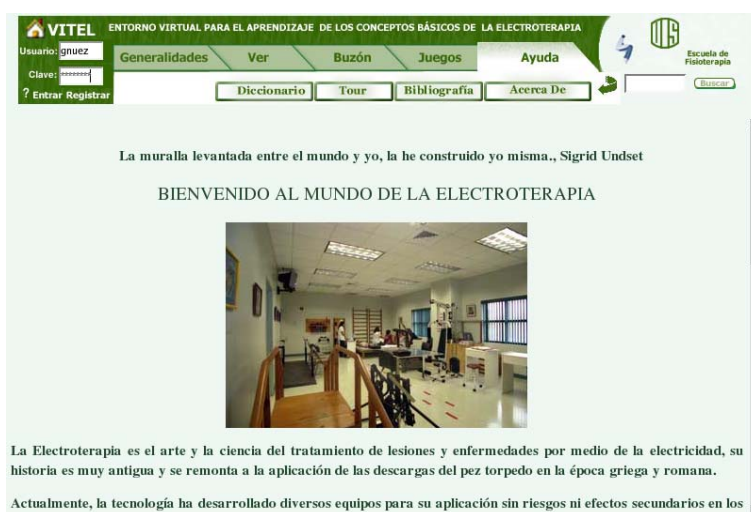 VITEL ENTORNO VIRTUAL PARA EL APRENDIZAJE DE LOS CONCEPTOS BÁSICOS DE LA ELECTROTERAPIA
Usuario: gnuez
Clave: ********
? Entrar Registrar
Generalidades Ver Buzón Juegos Ayuda
UIS
Escuela de
Fisioterapia
Diccionario Tour Bibliografía Acerca De
Buscar
La muralla levantada entre el mundo y yo, la he construido yo misma., Sigrid Undset
BIENVENIDO AL MUNDO DE LA ELECTROTERAPIA
La Electroterapia es el arte y la ciencia del tratamiento de lesiones y enfermedades por medio de la electricidad, su
historia es muy antigua y se remonta a la aplicación de las descargas del pez torpedo en la época griega y romana.
Actualmente, la tecnología ha desarrollado diversos equipos para su aplicación sin riesgos ni efectos secundarios en los